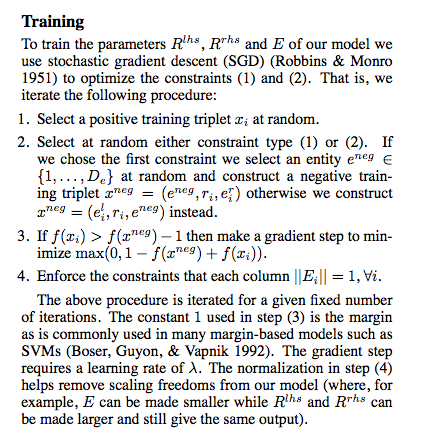 Training
To train the parameters R^lhs, R^rhs and E of our model we
use stochastic gradient descent (SGD) (Robbins & Monro
1951) to optimize the constraints (1) and (2). That is, we
iterate the following procedure:
1. Select a positive training triplet x_i at random.
2. Select at random either constraint type (1) or (2). If
we chose the first constraint we select an entity e^neg ∈
{1, . . . , D_e} at random and construct a negative train-
ing triplet x^neg = (e^neg, r_i, e_i^r) otherwise we construct
x^neg = (e_i^l, r_i, e^neg) instead.
3. If f(x_i) > f(x^neg) − 1 then make a gradient step to min-
imize max(0, 1 − f(x^neg) + f(x_i)).
4. Enforce the constraints that each column ||E_i|| = 1, ∀i.
The above procedure is iterated for a given fixed number
of iterations. The constant 1 used in step (3) is the margin
as is commonly used in many margin-based models such as
SVMs (Boser, Guyon, & Vapnik 1992). The gradient step
requires a learning rate of λ. The normalization in step (4)
helps remove scaling freedoms from our model (where, for
example, E can be made smaller while R^lhs and R^rhs can
be made larger and still give the same output).